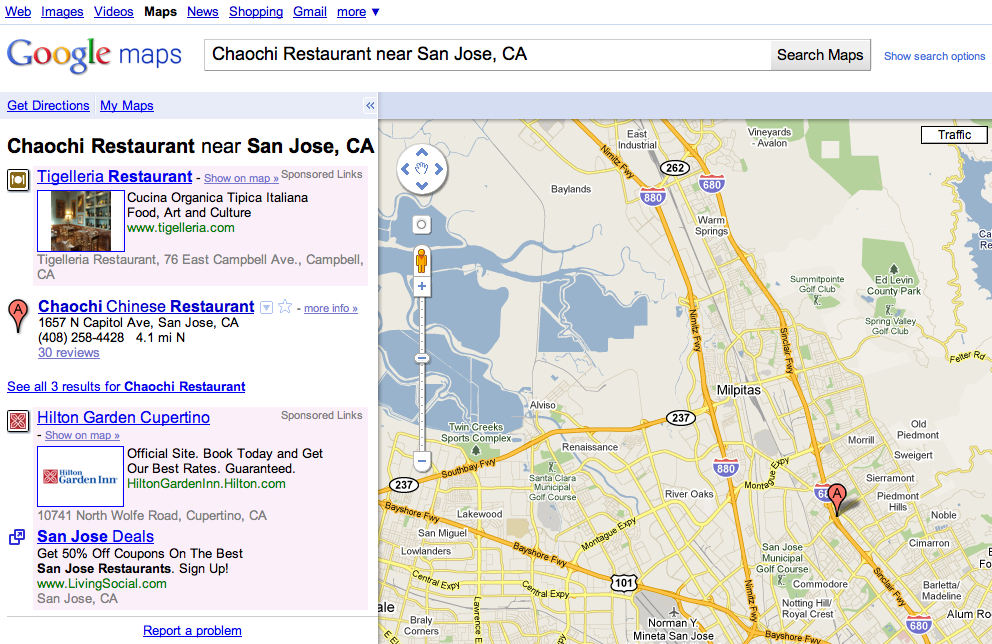 Web Images Videos Maps News Shopping Gmail more ▼
Google maps
Chaochi Restaurant near San Jose, CA
Search Maps
Show search options
Get Directions
My Maps
«
Chaochi Restaurant near San Jose, CA
Tigelleria Restaurant - Show on map »
Sponsored Links
Cucina Organica Tipica Italiana
Food, Art and Culture
www.tigelleria.com
Tigelleria Restaurant, 76 East Campbell Ave., Campbell,
CA
A
Chaochi Chinese Restaurant - more info »
1657 N Capitol Ave, San Jose, CA
(408) 258-4428 4.1 mi N
30 reviews
See all 3 results for Chaochi Restaurant
Hilton Garden Cupertino
Sponsored Links
- Show on map »
Hilton
Garden Inn
Official Site. Book Today and Get
Our Best Rates. Guaranteed.
HiltonGardenInn.Hilton.com
10741 North Wolfe Road, Cupertino, CA
San Jose Deals
Get 50% Off Coupons On The Best
San Jose Restaurants. Sign Up!
www.LivingSocial.com
San Jose, CA
Report a problem
Traffic
East
Industrial
Vineyards
- Avalon
Nimitz Fwy
262
680
880
Baylands
Warm
Springs
Summitpointe
Golf Club
Ed Levin
County Park
Spring Valley
Golf Club
Nimitz Fwy
Sinclair Fwy
Felter Rd
Milpitas
Alviso
237
Twin Creeks
Sports Complex
Renaissance
Southbay Fwy
237
Santa Clara
Municipal
Golf Course
880
Montague Expy
River Oaks
Morrill
Old
Piedmont
Sweigert
Sierramont
Piedmont
Hills
Noble
68
A
Bayshore Fwy
Lakewood
San Miguel
Lowlanders
Montague Expy
Bayshore Fwy
Central Expy
Central Expy
101
San Jose
Municipal
Golf Course
Cimarron
Commodore
Sinclair Fwy
Barletta/
Madeline
Notting Hill/
Royal Crest
Alum Ro
680
Nimitz Fwy
Lawrence Expy
ale
Braly
Corners
Norman Y.
Mineta San Jose
Bayshore Fwy